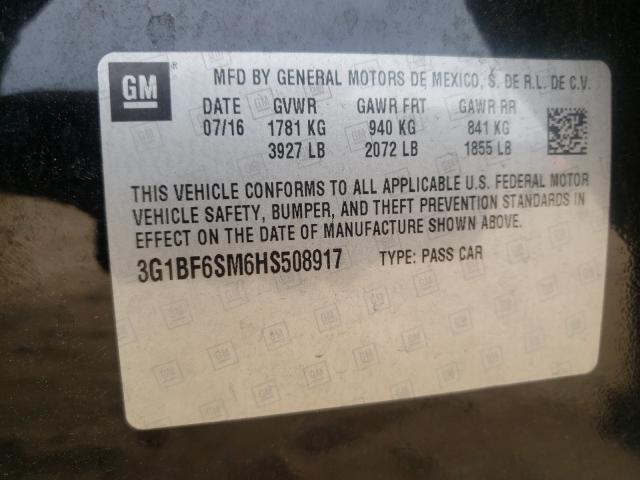 GM ® MFD BY GENERAL MOTORS DE MEXICO, S. DE R.L. DE C.V.
DATE GVWR GAWR FRT GAWR RR
07/16 1781 KG 940 KG 841 KG
3927 LB 2072 LB 1855 LB
THIS VEHICLE CONFORMS TO ALL APPLICABLE U.S. FEDERAL MOTOR
VEHICLE SAFETY, BUMPER, AND THEFT PREVENTION STANDARDS IN
EFFECT ON THE DATE OF MANUFACTURE SHOWN ABOVE.
3G1BF6SM6HS508917 TYPE: PASS CAR